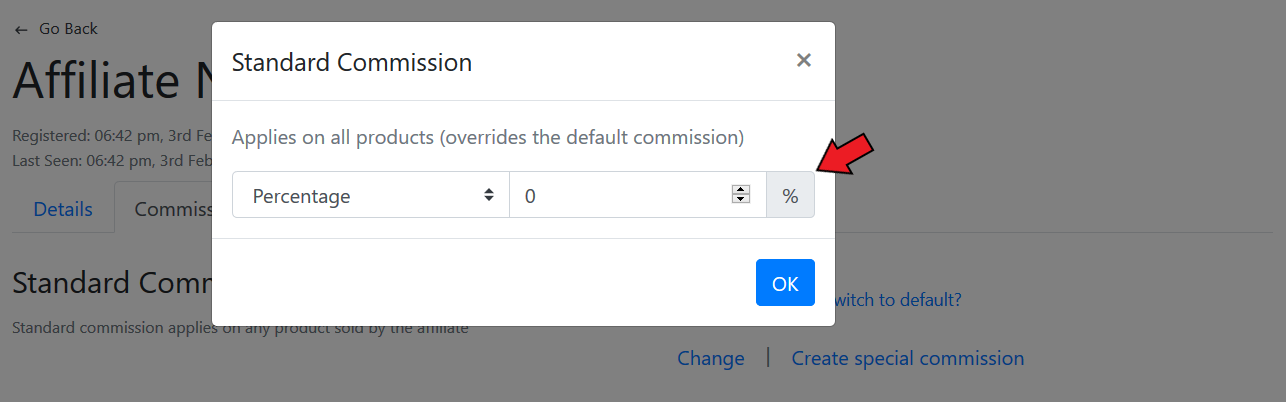 ← Go Back
Affiliate N
Registered: 06:42 pm, 3rd Fe
Last Seen: 06:42 pm, 3rd Feb
Details
Commiss
Standard Commission
×
Applies on all products (overrides the default commission)
Percentage
0
%
OK
Standard Comm
witch to default?
Standard commission applies on any product sold by the affiliate
Change | Create special commission